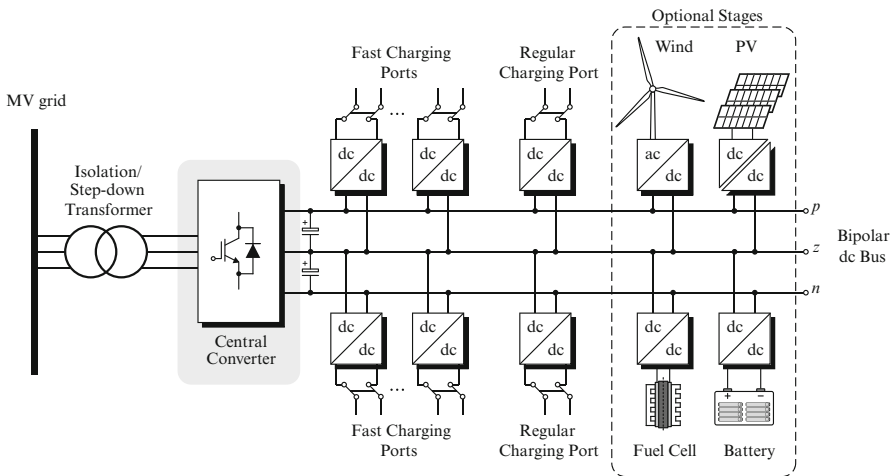 Optional Stages
Fast Charging
Ports
Regular
Charging Port
Wind
PV
MV grid
Isolation/
Step-down
Transformer
...
dc
dc
dc
dc
dc
dc
ac
dc
dc
dc
+
+
p
z
n
Bipolar
dc Bus
Central
Converter
dc
dc
dc
dc
dc
dc
dc
dc
dc
dc
...
+ −
Fast Charging
Ports
Regular
Charging Port
Fuel Cell
Battery